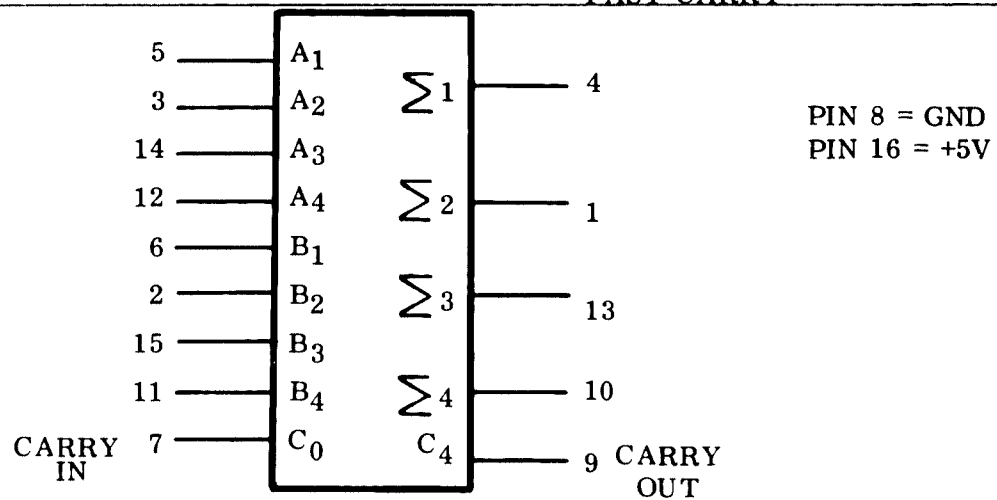 FAST CARRY
5 A1 Σ1 4
3 A2
PIN 8 = GND
14 A3
PIN 16 = +5V
12 A4 Σ2 1
6 B1
2 B2 Σ3 13
15 B3
11 B4 Σ4 10
CARRY IN 7 C0 C4 9 CARRY OUT